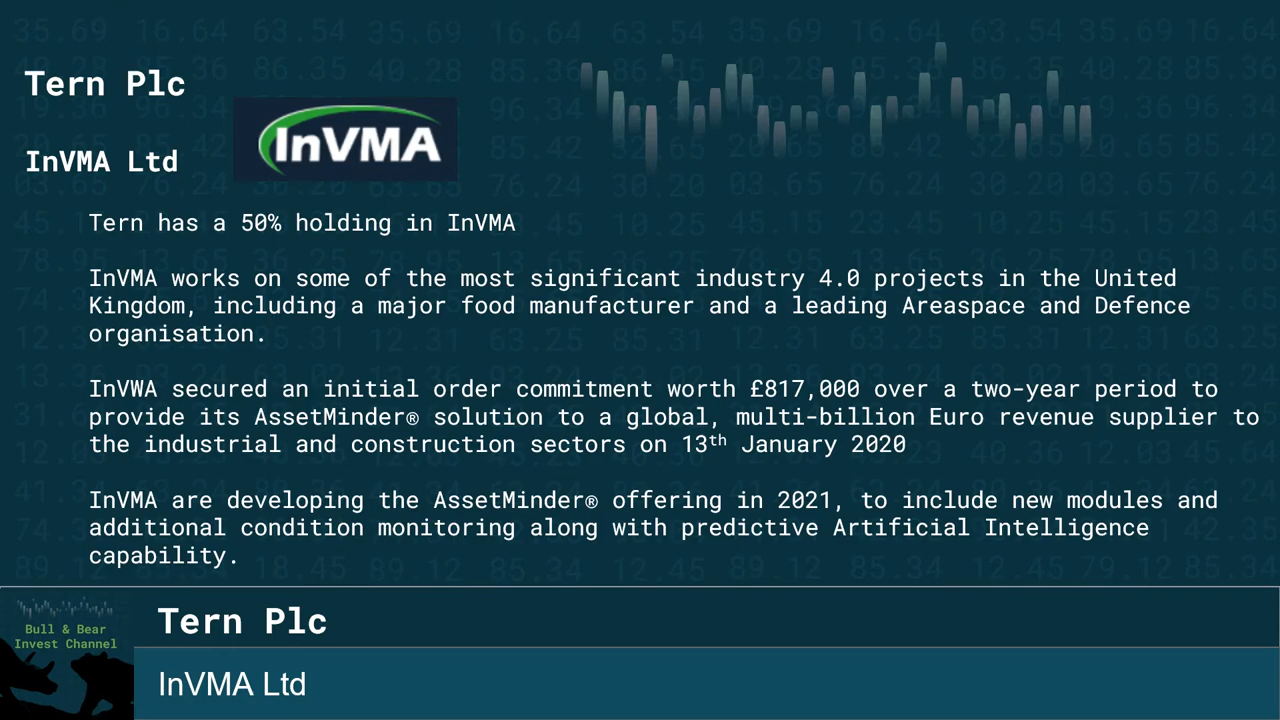 Tern Plc
InVMA
InVMA Ltd
Tern has a 50% holding in InVMA
InVMA works on some of the most significant industry 4.0 projects in the United
Kingdom, including a major food manufacturer and a leading Areaspace and Defence
organisation.
InVWA secured an initial order commitment worth £817,000 over a two-year period to
provide its AssetMinder® solution to a global, multi-billion Euro revenue supplier to
the industrial and construction sectors on 13th January 2020
InVMA are developing the AssetMinder® offering in 2021, to include new modules and
additional condition monitoring along with predictive Artificial Intelligence
capability.
Bull & Bear
Invest Channel
Tern Plc
InVMA Ltd